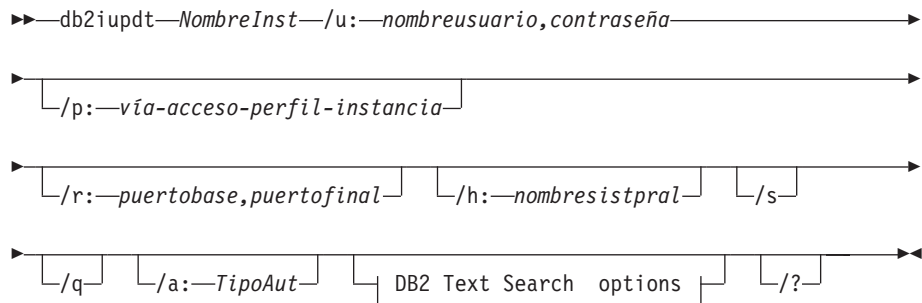 db2iupdt NombreInst /u: nombreusuario,contraseña
/p: vía-acceso-perfil-instancia
/r: puertobase,puertofinal /h: nombresistpral /s
/q /a: TipoAut DB2 Text Search options /?